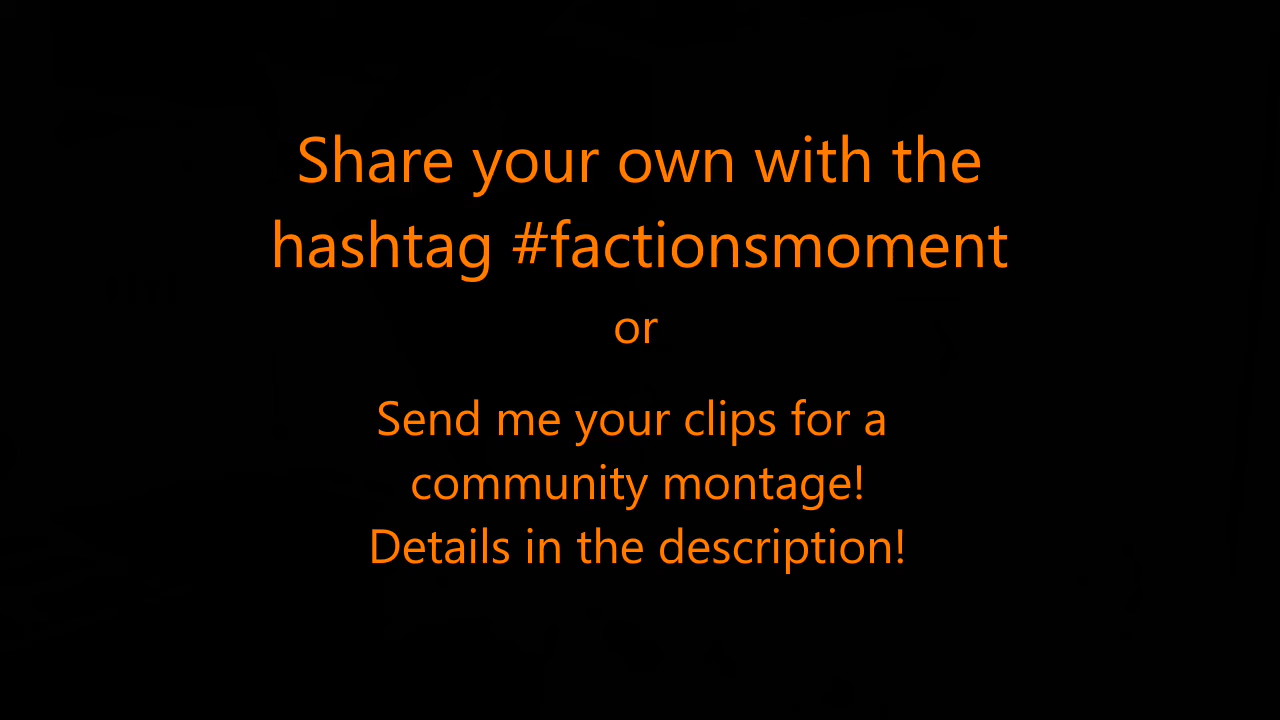 Share your own with the
hashtag #factionsmoment
or
Send me your clips for a
community montage!
Details in the description!